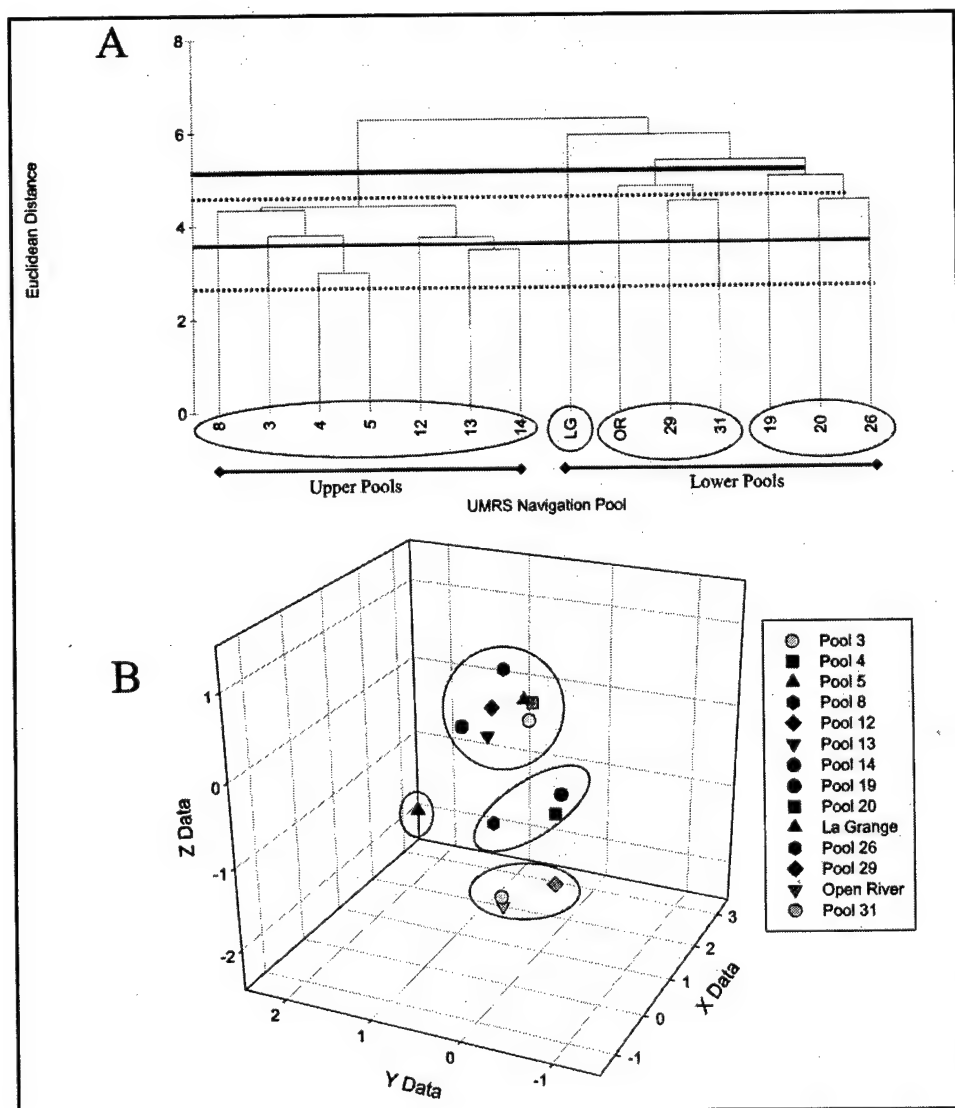 A
8
6
4
2
0
Euclidean Distance
8 3 4 5 12 13 14 LG OR 29 31 19 20 26
Upper Pools Lower Pools
UMRS Navigation Pool
B
1
0
-1
-2
Z Data
2 1 0 -1
Y Data
3
2
1
0
-1
X Data
Pool 3
Pool 4
Pool 5
Pool 8
Pool 12
Pool 13
Pool 14
Pool 19
Pool 20
La Grange
Pool 26
Pool 29
Open River
Pool 31